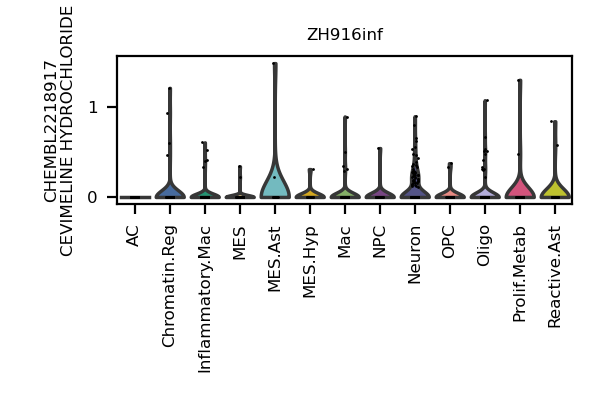 ZH916inf
CHEMBL2218917
CEVIMELINE HYDROCHLORIDE
1
0
AC
Chromatin.Reg
Inflammatory.Mac
MES
MES.Ast
MES.Hyp
Mac
NPC
Neuron
OPC
Oligo
Prolif.Metab
Reactive.Ast